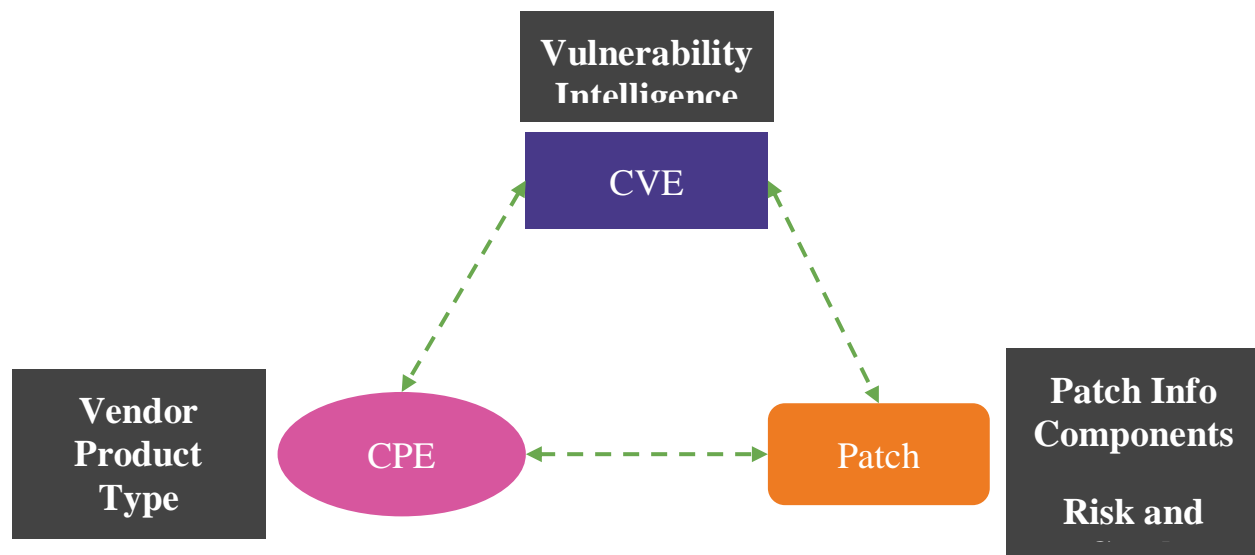 Vulnerability
Intelligence
CVE
Vendor
Product
Type
CPE
Patch
Patch Info
Components
Risk and